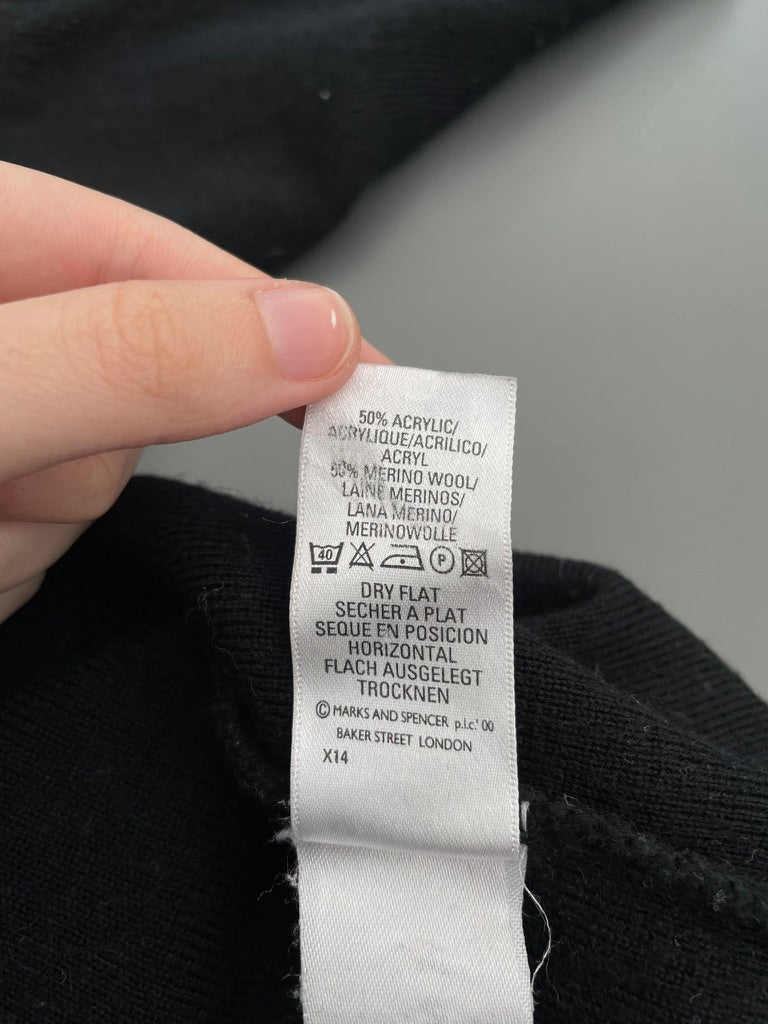 50% ACRYLIC/
ACRYLIQUE/ACRILICO/
ACRYL
50% MERINO WOOL/
LAINE MERINOS/
LANA MERINO/
MERINOWOLLE
40 P
DRY FLAT
SECHER A PLAT
SEQUE EN POSICION
HORIZONTAL
FLACH AUSGELEGT
TROCKNEN
© MARKS AND SPENCER p.l.c.' 00
BAKER STREET LONDON
X14